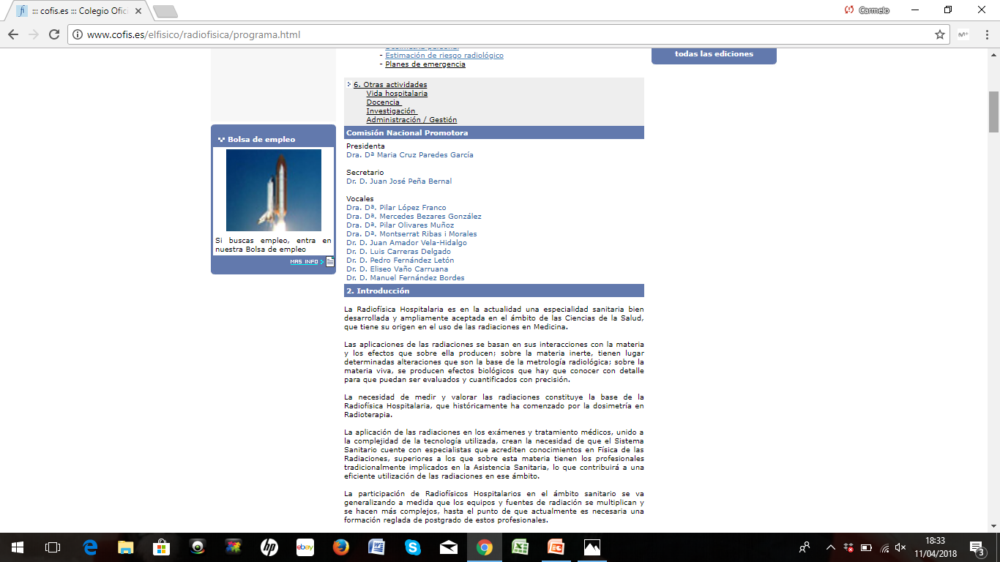 ::: cofis.es ::: Colegio Ofic
Carmelo
www.cofis.es/elfisico/radiofisica/programa.html
- Estimación de riesgo radiológico
- Planes de emergencia
todas las ediciones
6. Otras actividades
Vida hospitalaria
Docencia
Investigación
Administración / Gestión
Bolsa de empleo
Si buscas empleo, entra en
nuestra Bolsa de empleo
MAS INFO
Comisión Nacional Promotora
Presidenta
Dra. Dª Maria Cruz Paredes García
Secretario
Dr. D. Juan José Peña Bernal
Vocales
Dra. Dª. Pilar López Franco
Dra. Dª. Mercedes Bezares González
Dra. Dª. Pilar Olivares Muñoz
Dra. Dª. Montserrat Ribas i Morales
Dr. D. Juan Amador Vela-Hidalgo
Dr. D. Luis Carreras Delgado
Dr. D. Pedro Fernández Letón
Dr. D. Eliseo Vaño Carruana
Dr. D. Manuel Fernández Bordes
2. Introducción
La Radiofísica Hospitalaria es en la actualidad una especialidad sanitaria bien
desarrollada y ampliamente aceptada en el ámbito de las Ciencias de la Salud,
que tiene su origen en el uso de las radiaciones en Medicina.
Las aplicaciones de las radiaciones se basan en sus interacciones con la materia
y los efectos que sobre ella producen; sobre la materia inerte, tienen lugar
determinadas alteraciones que son la base de la metrología radiológica; sobre la
materia viva, se producen efectos biológicos que hay que conocer con detalle
para que puedan ser evaluados y cuantificados con precisión.
La necesidad de medir y valorar las radiaciones constituye la base de la
Radiofísica Hospitalaria, que históricamente ha comenzado por la dosimetría en
Radioterapia.
La aplicación de las radiaciones en los exámenes y tratamiento médicos, unido a
la complejidad de la tecnología utilizada, crean la necesidad de que el Sistema
Sanitario cuente con especialistas que acrediten conocimientos en Física de las
Radiaciones, superiores a los que sobre esta materia tienen los profesionales
tradicionalmente implicados en la Asistencia Sanitaria, lo que contribuirá a una
eficiente utilización de las radiaciones en ese ámbito.
La participación de Radiofísicos Hospitalarios en el ámbito sanitario se va
generalizando a medida que los equipos y fuentes de radiación se multiplican y
se hacen más complejos, hasta el punto de que actualmente es necesaria una
formación reglada de postgrado de estos profesionales.
18:33
11/04/2018
3